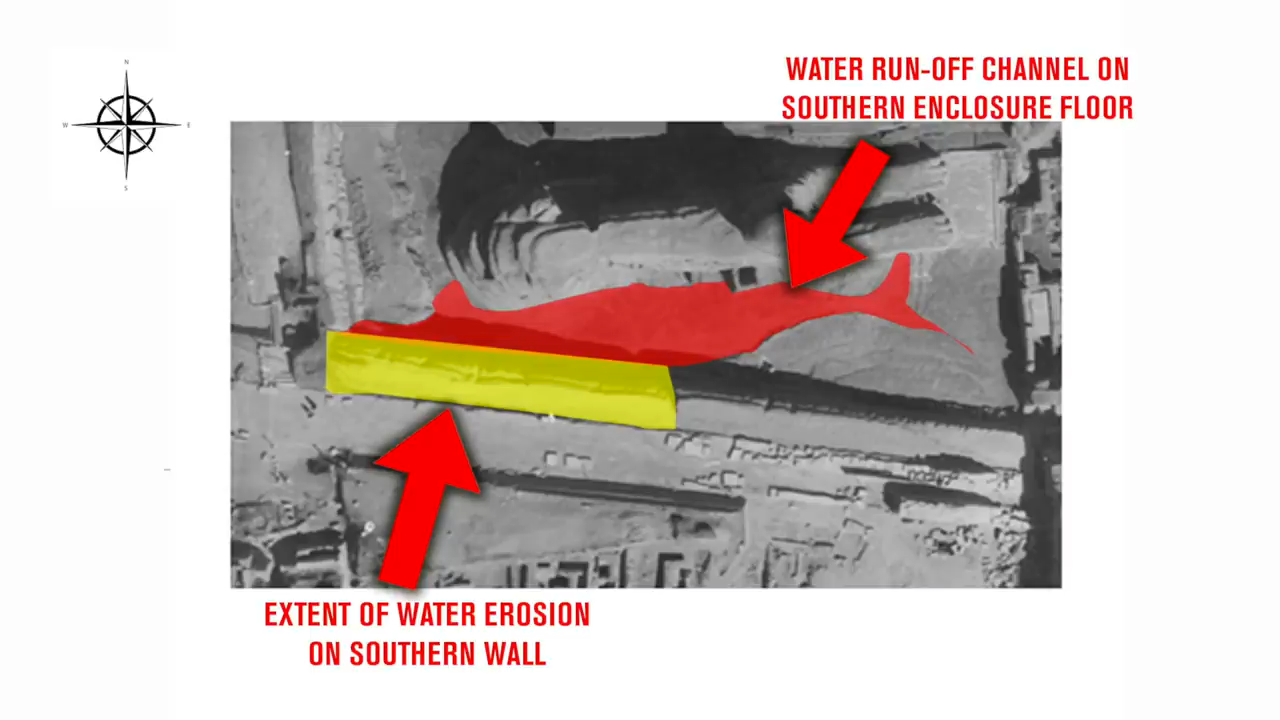 N
W
E
S
WATER RUN-OFF CHANNEL ON
SOUTHERN ENCLOSURE FLOOR
EXTENT OF WATER EROSION
ON SOUTHERN WALL